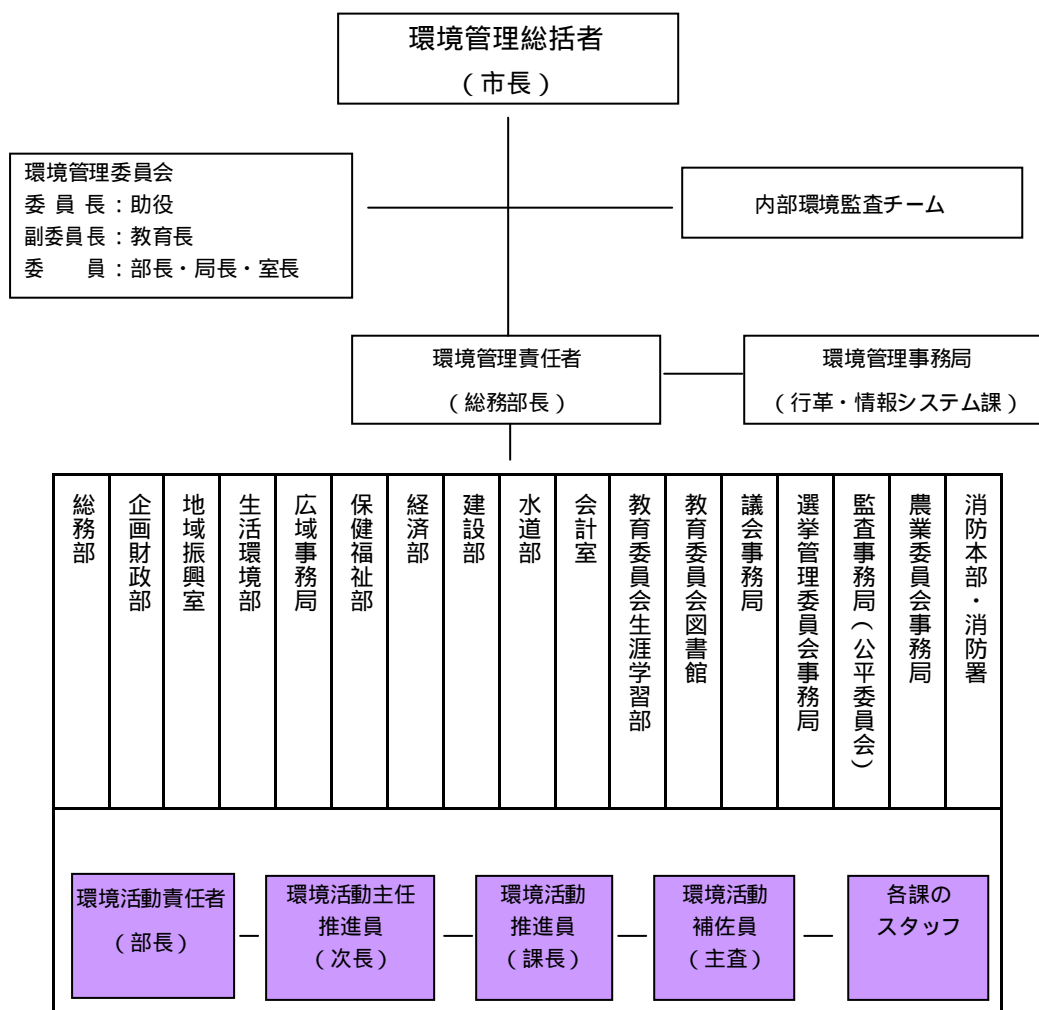 環境管理総括者
（市長）
環境管理委員会
委 員 長：助役
副委員長：教育長
委　　員：部長・局長・室長
内部環境監査チーム
環境管理責任者
（総務部長）
環境管理事務局
（行革・情報システム課）
総務部
企画財政部
地域振興室
生活環境部
広域事務局
保健福祉部
経済部
建設部
水道部
会計室
教育委員会生涯学習部
教育委員会図書館
議会事務局
選挙管理委員会事務局
監査事務局（公平委員会）
農業委員会事務局
消防本部・消防署
環境活動責任者
（部長）
環境活動主任
推進員
（次長）
環境活動
推進員
（課長）
環境活動
補佐員
（主査）
各課の
スタッフ